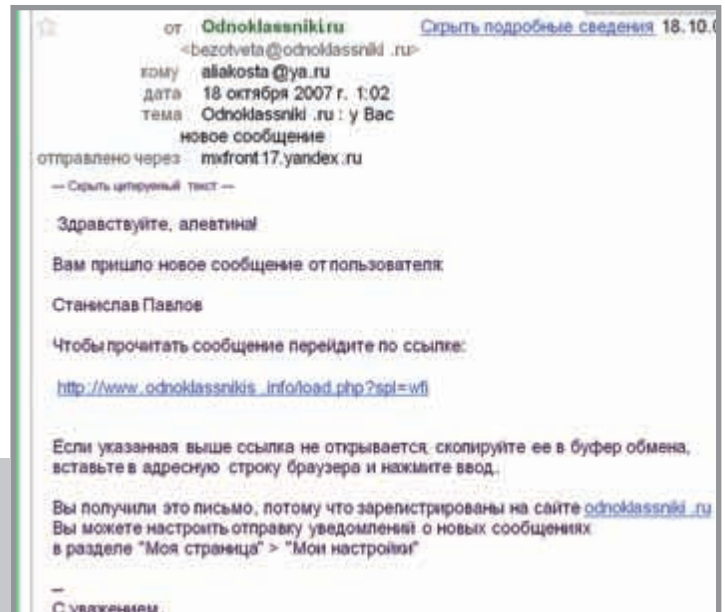 от Odnoklassniki.ru Скрыть подробные сведения 18.10.
<bezotveta@odnoklassniki .ru>
кому aliakosta @ya.ru
дата 18 октября 2007 г. 1:02
тема Odnoklassniki .ru : у Вас
новое сообщение
отправлено через mxfront17.yandex.ru
— Скрыть цитируемый текст —
Здравствуйте, алевтина!
Вам пришло новое сообщение от пользователя:
Станислав Павлов
Чтобы прочитать сообщение перейдите по ссылке:
http://www.odnoklassnikis .info/load.php?spl=wfi
Если указанная выше ссылка не открывается, скопируйте ее в буфер обмена,
вставьте в адресную строку браузера и нажмите ввод.
Вы получили это письмо, потому что зарегистрированы на сайте odnoklassniki .ru
Вы можете настроить отправку уведомлений о новых сообщениях
в разделе "Моя страница" > "Мои настройки"
--
С уважением